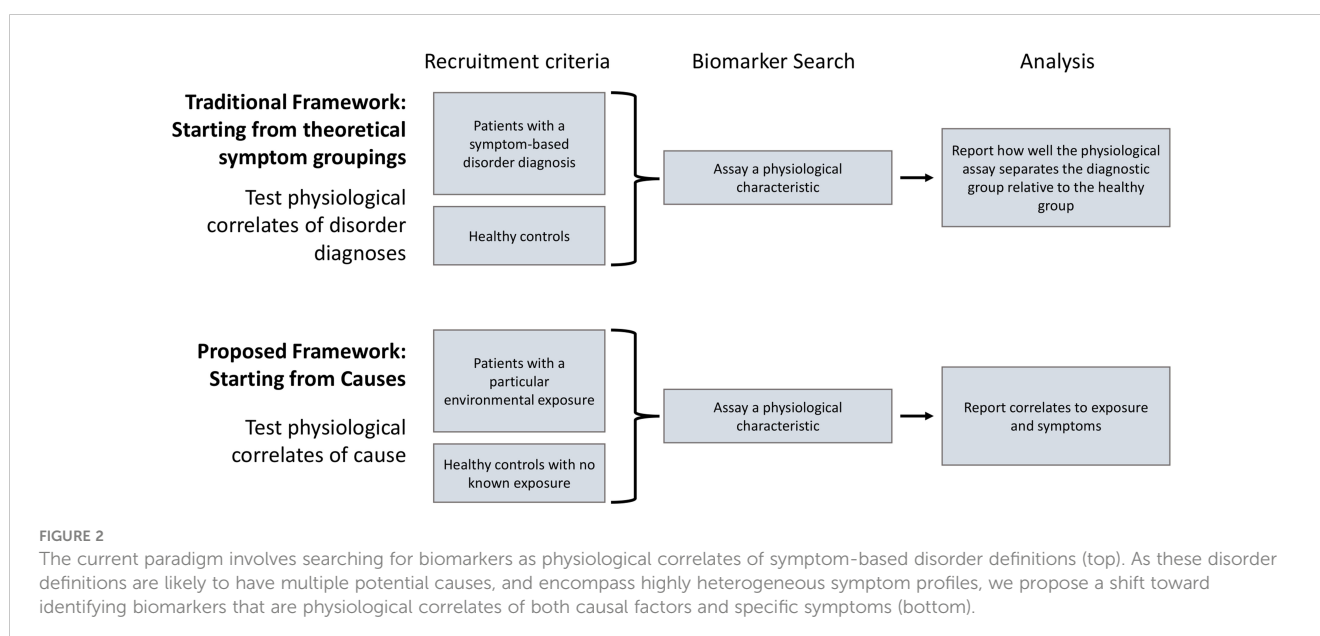 Recruitment criteria
Biomarker Search
Analysis
Traditional Framework:
Starting from theoretical
symptom groupings
Test physiological
correlates of disorder
diagnoses
Patients with a
symptom-based
disorder diagnosis
Healthy controls
Assay a physiological
characteristic
Report how well the physiological
assay separates the diagnostic
group relative to the healthy
group
Proposed Framework:
Starting from Causes
Test physiological
correlates of cause
Patients with a
particular
environmental exposure
Healthy controls with no
known exposure
Assay a physiological
characteristic
Report correlates to exposure
and symptoms
FIGURE 2
The current paradigm involves searching for biomarkers as physiological correlates of symptom-based disorder definitions (top). As these disorder
definitions are likely to have multiple potential causes, and encompass highly heterogeneous symptom profiles, we propose a shift toward
identifying biomarkers that are physiological correlates of both causal factors and specific symptoms (bottom).